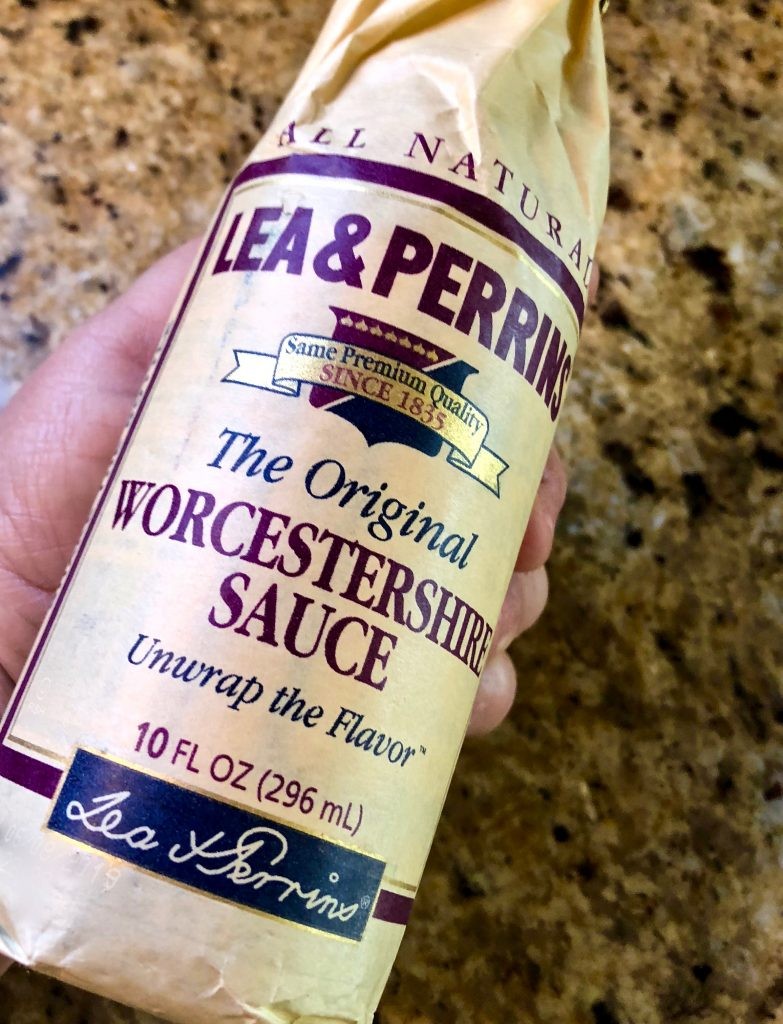 ALL NATURAL
LEA & PERRINS
Same Premium Quality
SINCE 1835
The Original
WORCESTERSHIRE
SAUCE
Unwrap the Flavor™
10 FL OZ (296 mL)
Lea & Perrins®